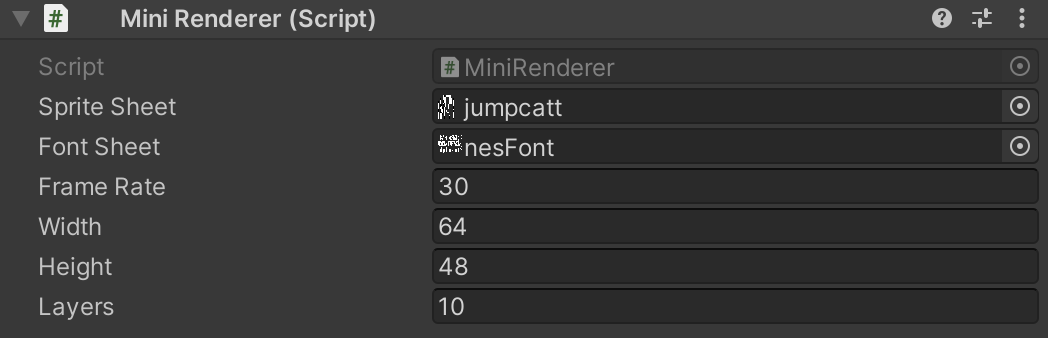 Mini Renderer (Script)
Script MiniRenderer
Sprite Sheet jumpcatt
Font Sheet nesFont
Frame Rate 30
Width 64
Height 48
Layers 10